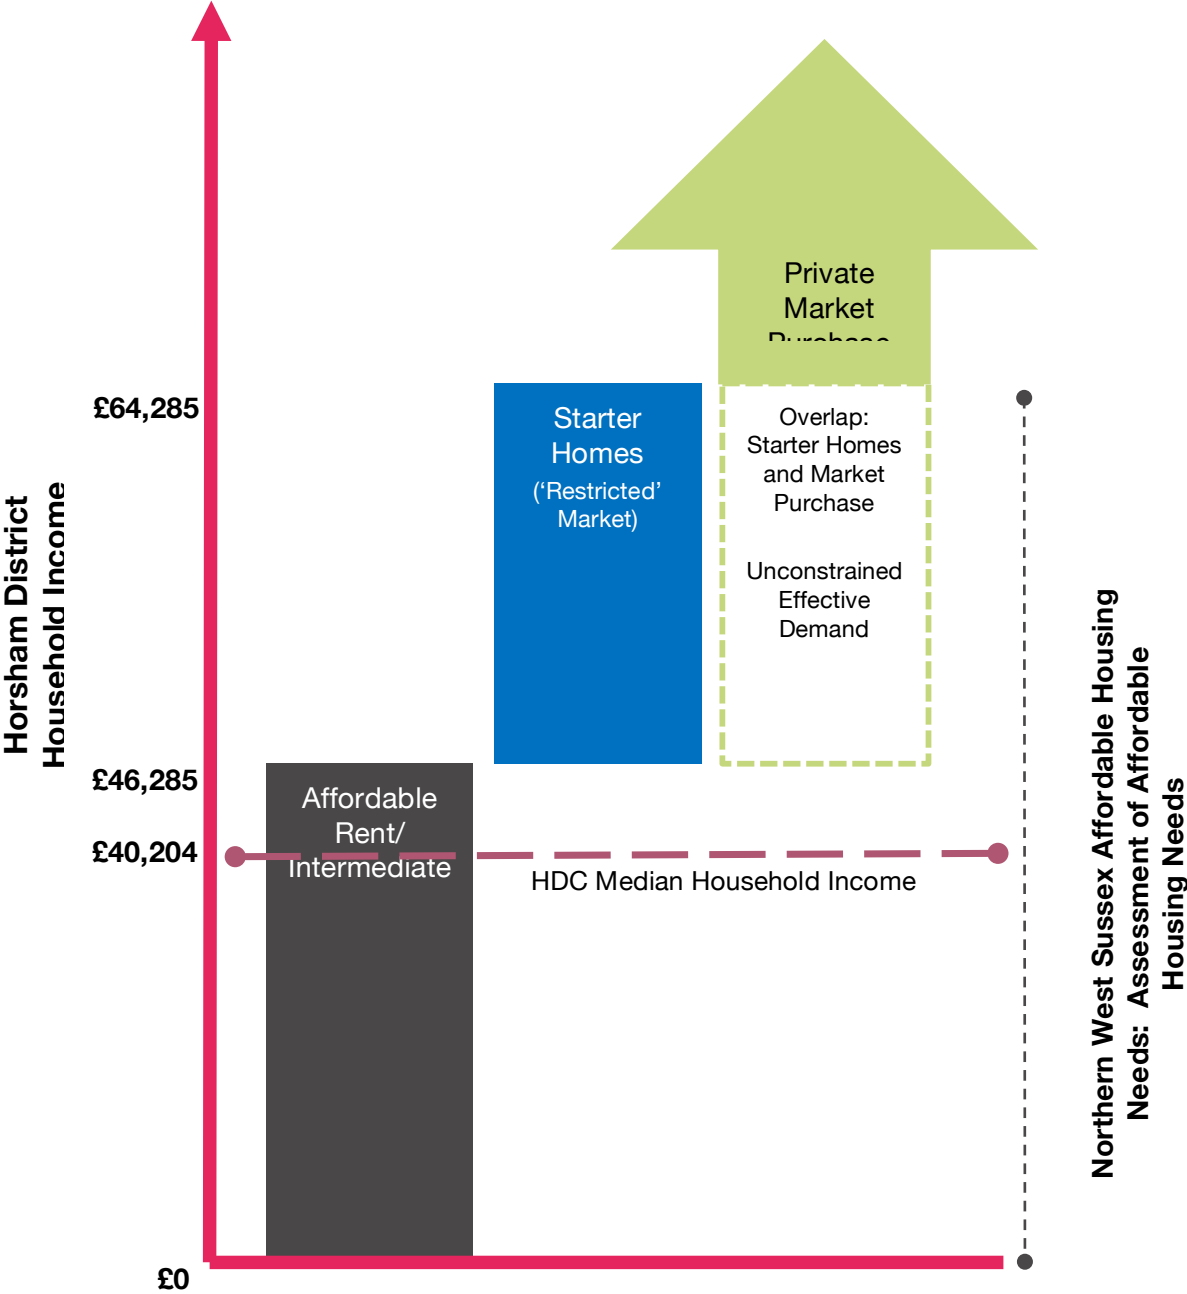 Private
Market
Purchase
£64,285
Starter
Homes
(‘Restricted’
Market)
Overlap:
Starter Homes
and Market
Purchase
Unconstrained
Effective
Demand
Horsham District
Household Income
£46,285
Affordable
Rent/
Intermediate
£40,204
HDC Median Household Income
£0
Northern West Sussex Affordable Housing
Needs: Assessment of Affordable
Housing Needs